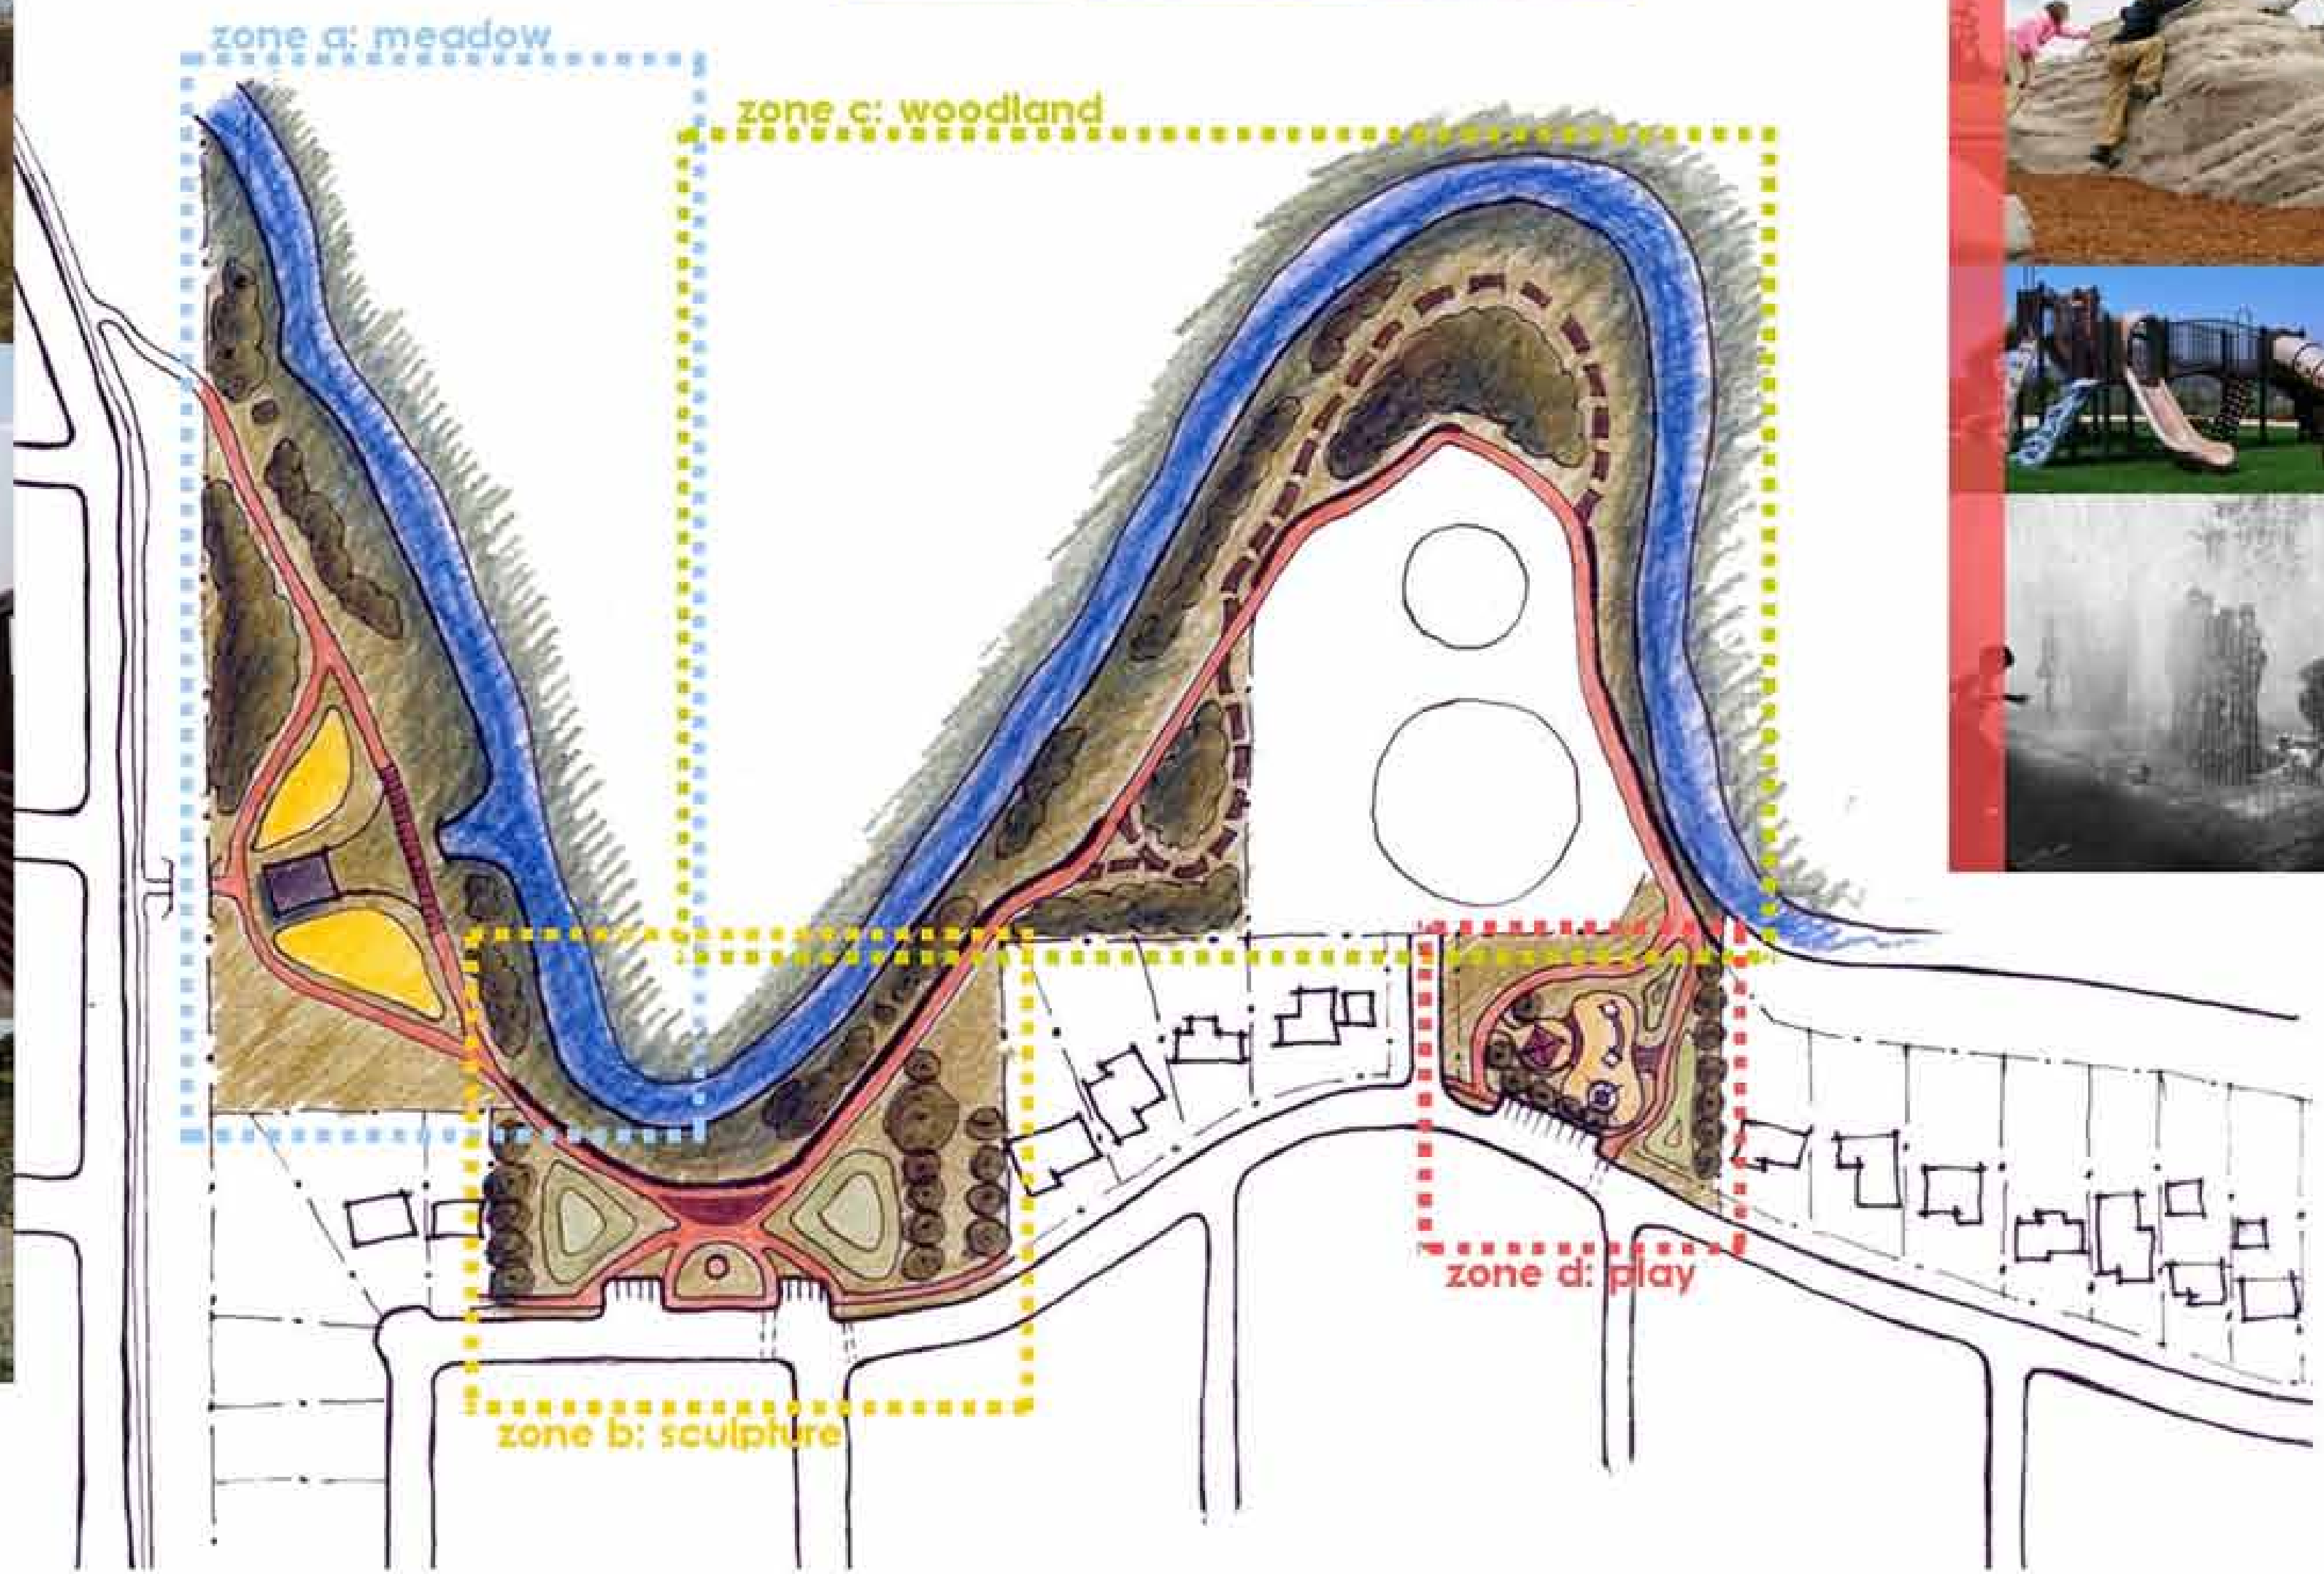 zone a: meadow
zone c: woodland
zone d: play
zone b: sculpture